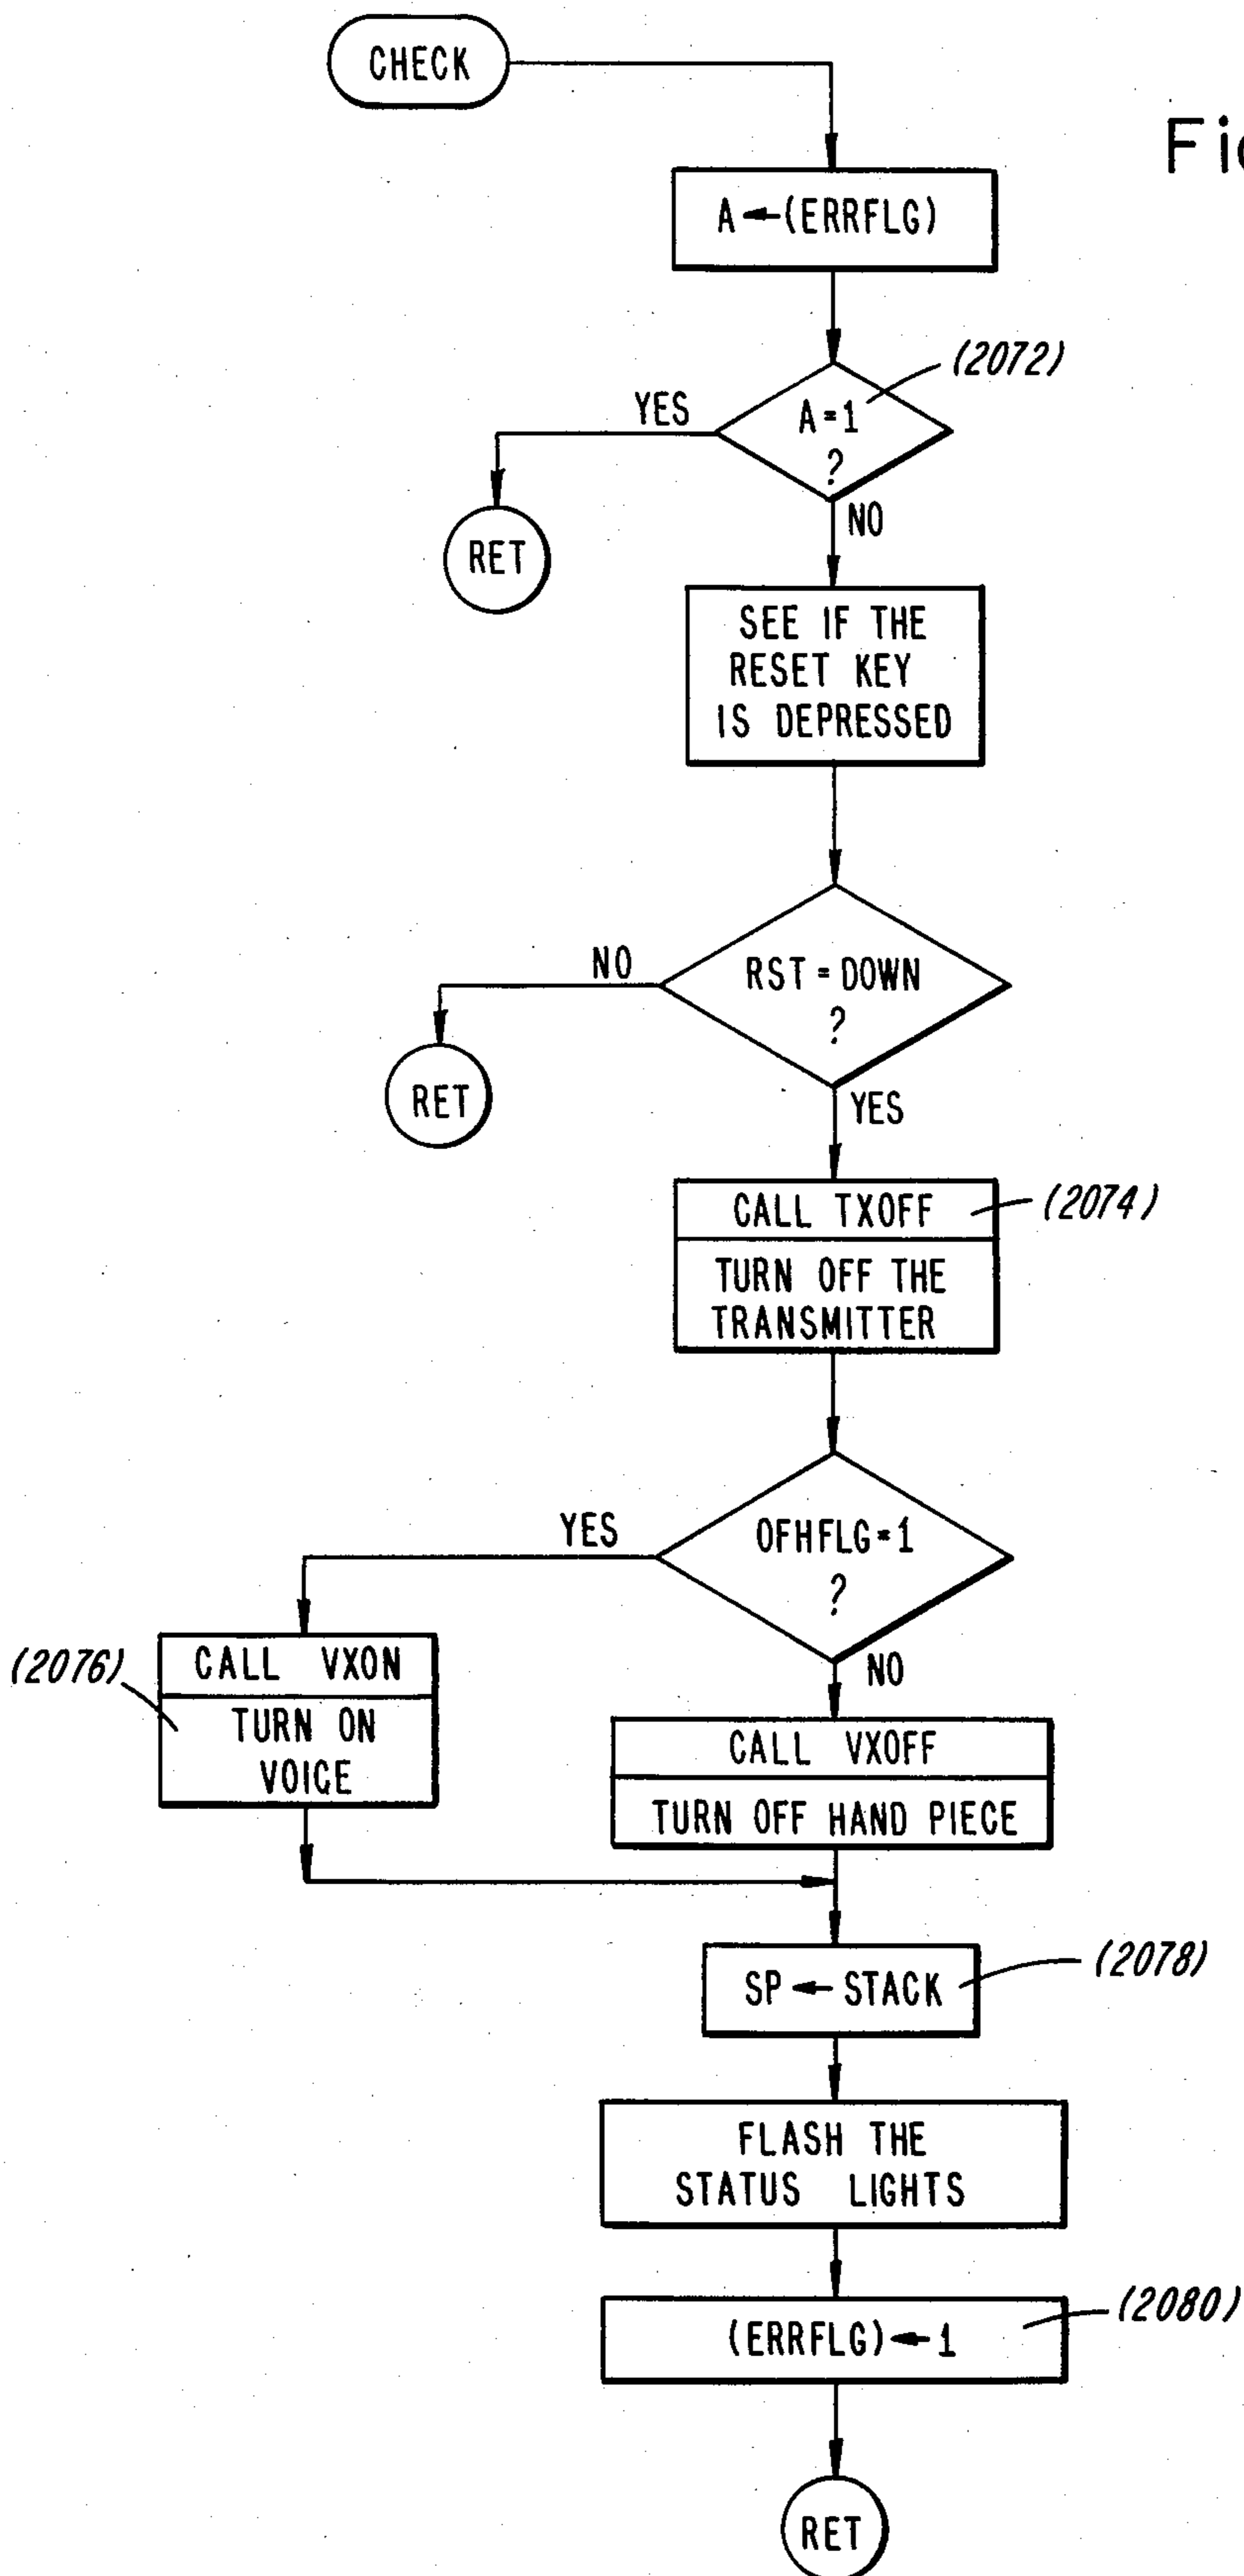 CHECK
Fi
A←(ERRFLG)
(2072)
YES
A=1
?
NO
RET
SEE IF THE
RESET KEY
IS DEPRESSED
NO
RST=DOWN
?
RET
YES
CALL TXOFF
(2074)
TURN OFF THE
TRANSMITTER
YES
OFHFLG=1
?
NO
(2076)
CALL VXON
TURN ON
VOICE
CALL VXOFF
TURN OFF HAND PIECE
SP←STACK
(2078)
FLASH THE
STATUS LIGHTS
(2080)
(ERRFLG)←1
RET